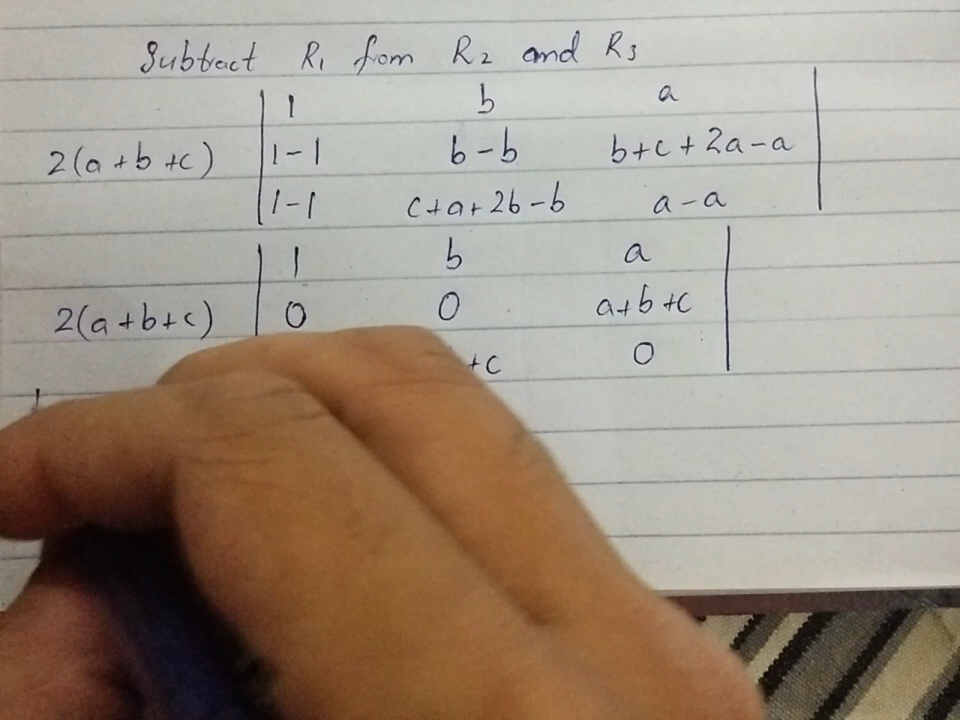 Subtract R₁ from R₂ and R₃
1 b a
2(a+b+c) 1-1 b-b b+c+2a-a
1-1 c+a+2b-b a-a
1 b a
2(a+b+c) 0 0 a+b+c
+c 0